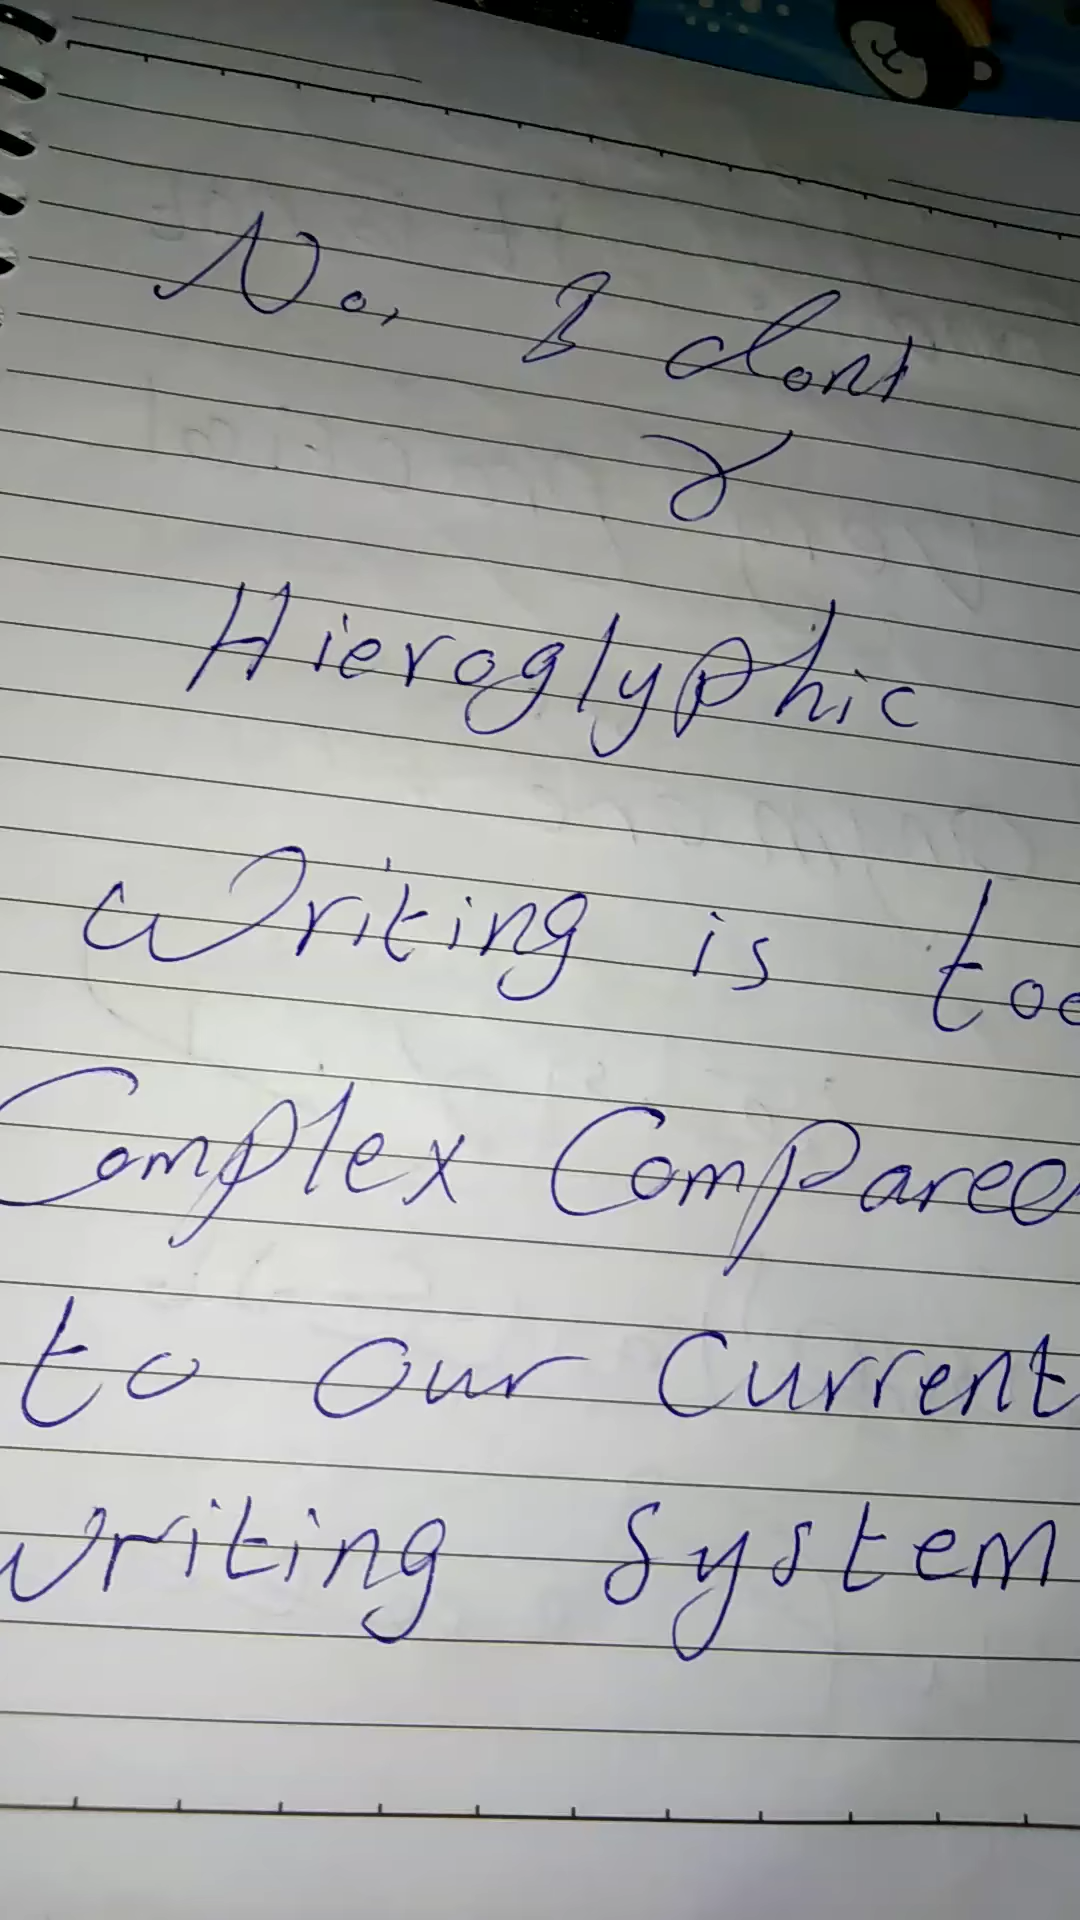 No, I dont
Hieroglyphic
writing is too
Complex Compared
to our Current
writing System